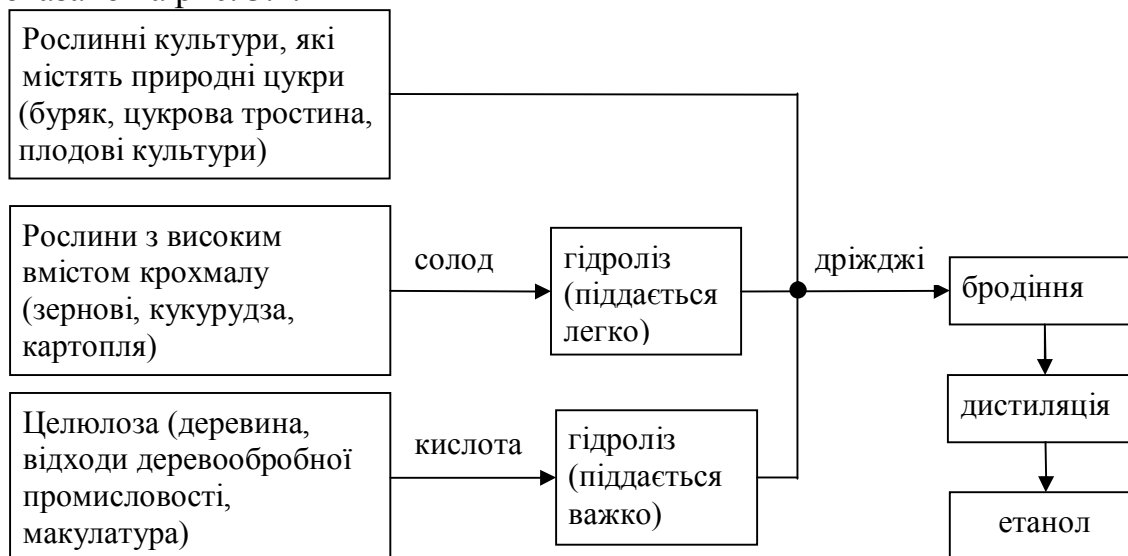 Рослинні культури, які
містять природні цукри
(буряк, цукрова тростина,
плодові культури)
Рослини з високим
вмістом крохмалу
(зернові, кукурудза,
картопля)
солод
гідроліз
(піддається
легко)
дріжджі
бродіння
дистиляція
етанол
Целюлоза (деревина,
відходи деревообробної
промисловості,
макулатура)
кислота
гідроліз
(піддається
важко)